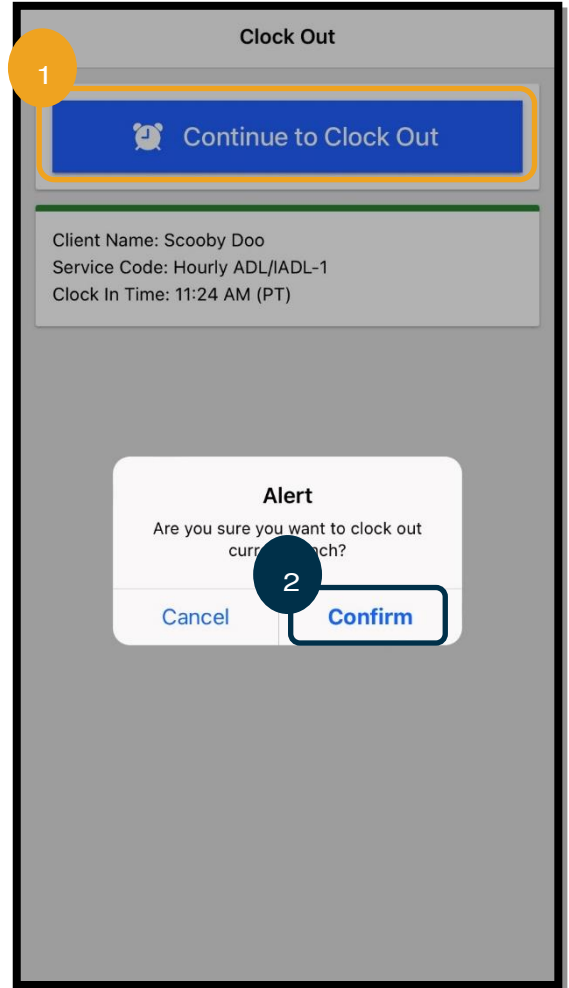 Clock Out
1
Continue to Clock Out
Client Name: Scooby Doo
Service Code: Hourly ADL/IADL-1
Clock In Time: 11:24 AM (PT)
Alert
Are you sure you want to clock out
2
Cancel
Confirm